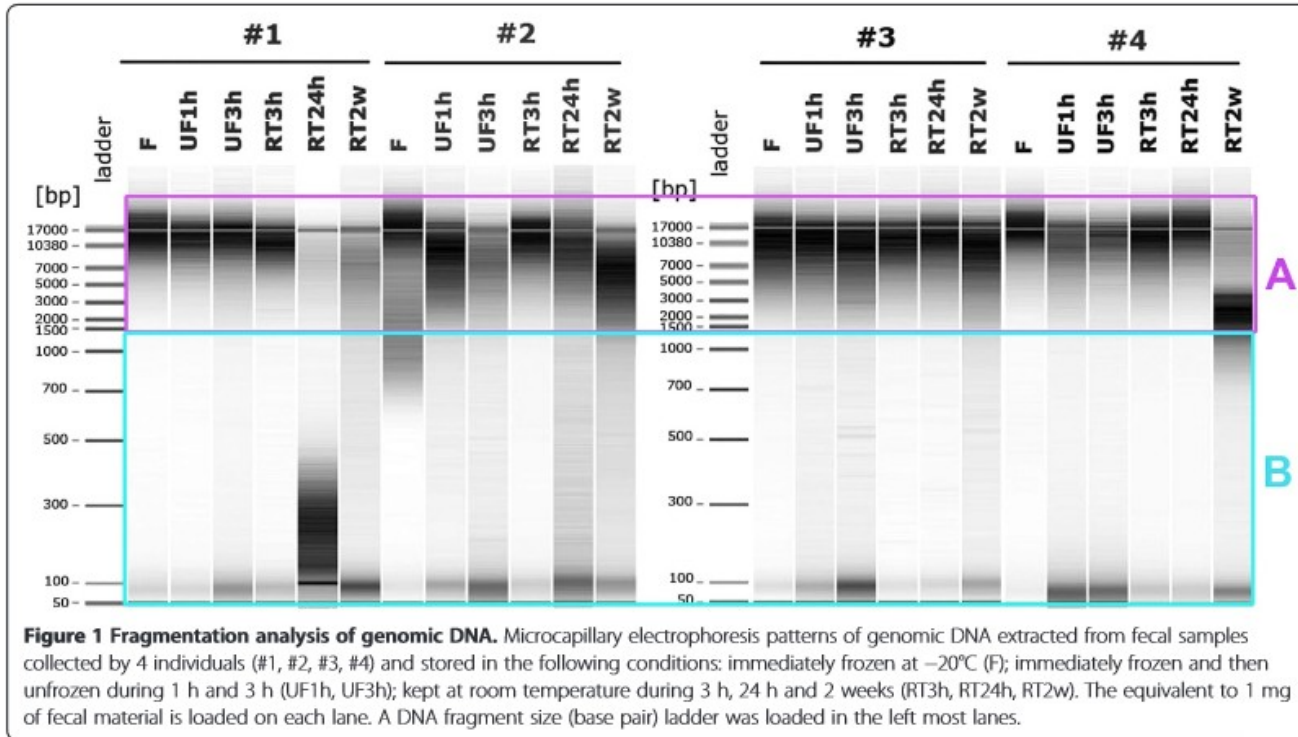 #1 #2 #3 #4
ladder F UF1h UF3h RT3h RT24h RT2w F UF1h UF3h RT3h RT24h RT2w ladder F UF1h UF3h RT3h RT24h RT2w F UF1h UF3h RT3h RT24h RT2w
[bp] [bp]
17000 17000
10380 10380
7000 7000
5000 5000
3000 3000
2000 2000
1500 1500
A
1000 1000
700 700
500 500
B
300 300
100 100
50 50
Figure 1 Fragmentation analysis of genomic DNA. Microcapillary electrophoresis patterns of genomic DNA extracted from fecal samples
collected by 4 individuals (#1, #2, #3, #4) and stored in the following conditions: immediately frozen at −20°C (F); immediately frozen and then
unfrozen during 1 h and 3 h (UF1h, UF3h); kept at room temperature during 3 h, 24 h and 2 weeks (RT3h, RT24h, RT2w). The equivalent to 1 mg
of fecal material is loaded on each lane. A DNA fragment size (base pair) ladder was loaded in the left most lanes.